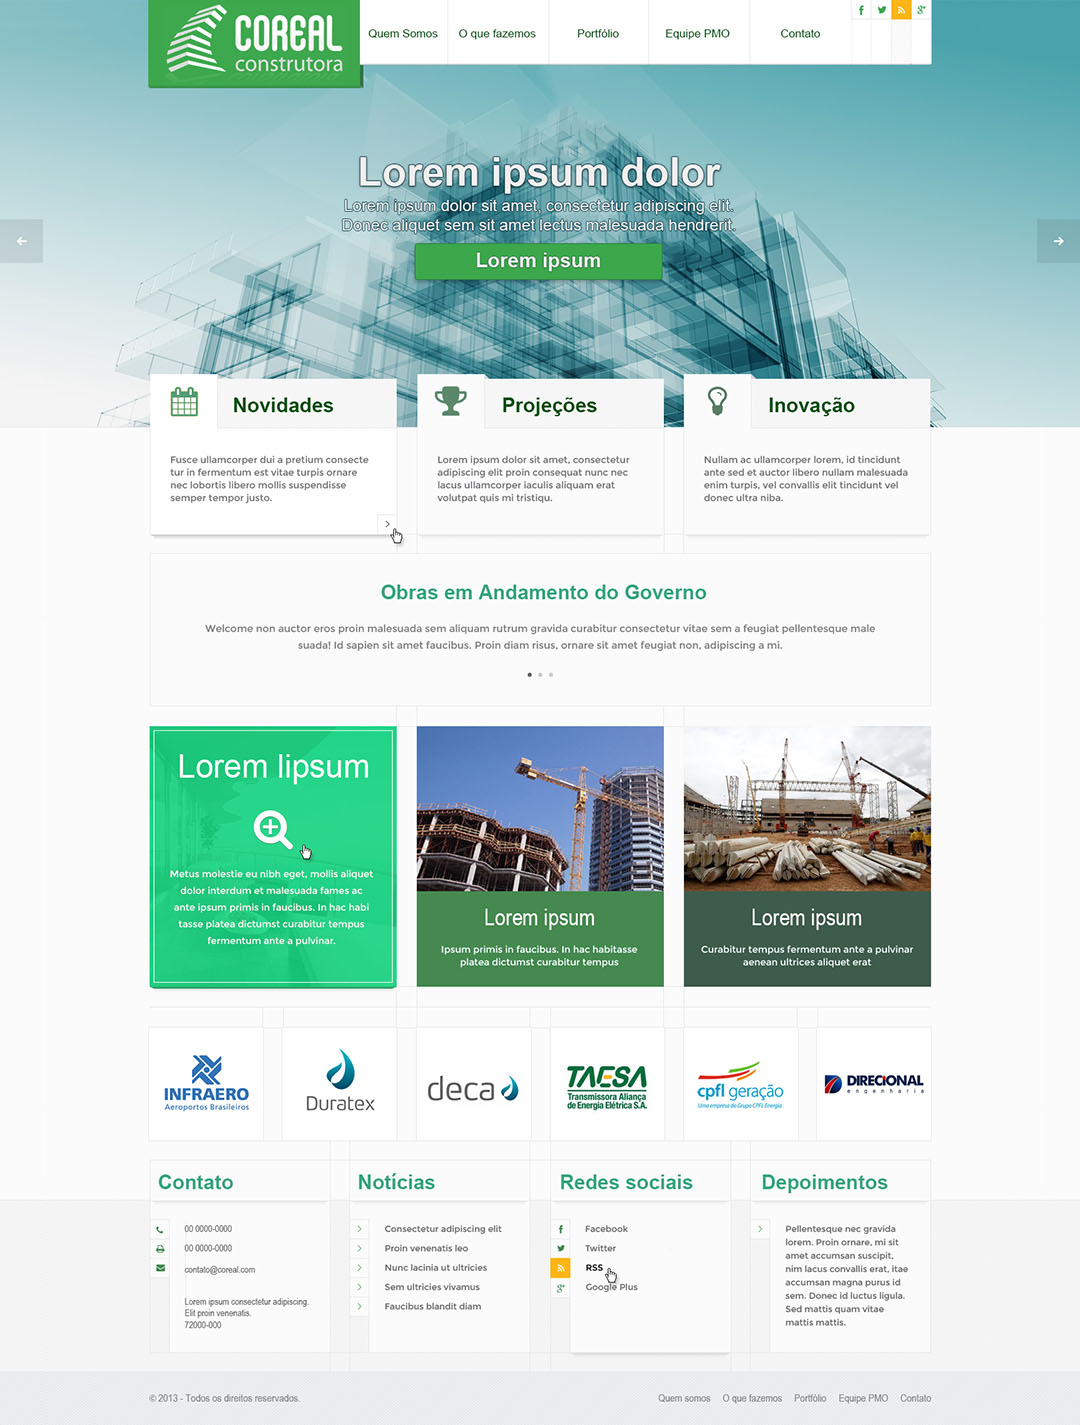 COREAL
construtora
Quem Somos
O que fazemos
Portfólio
Equipe PMO
Contato
Lorem ipsum dolor
Lorem ipsum dolor sit amet, consectetur adipiscing elit.
Donec aliquet sem sit amet lectus malesuada hendrerit.
Lorem ipsum
Novidades
Fusce ullamcorper dui a pretium consecte
tur in fermentum est vitae turpis ornare
nec lobortis libero mollis suspendisse
semper tempor justo.
Projeções
Lorem ipsum dolor sit amet, consectetur
adipiscing elit proin consequat nunc nec
lacus ullamcorper iaculis aliquam erat
volutpat quis mi tristiqu.
Inovação
Nullam ac ullamcorper lorem, id tincidunt
ante sed et auctor libero nullam malesuada
enim turpis, vel convallis elit tincidunt vel
donec ultra niba.
Obras em Andamento do Governo
Welcome non auctor eros proin malesuada sem aliquam rutrum gravida curabitur consectetur vitae sem a feugiat pellentesque male
suada! Id sapien sit amet faucibus. Proin diam risus, ornare sit amet feugiat non, adipiscing a mi.
Lorem lipsum
Metus molestie eu nibh eget, mollis aliquet
dolor interdum et malesuada fames ac
ante ipsum primis in faucibus. In hac habi
tasse platea dictumst curabitur tempus
fermentum ante a pulvinar.
Lorem ipsum
Ipsum primis in faucibus. In hac habitasse
platea dictumst curabitur tempus
Lorem ipsum
Curabitur tempus fermentum ante a pulvinar
aenean ultrices aliquet erat
INFRAERO
Aeroportos Brasileiros
Duratex
deca
TAESA
Transmissora Aliança
de Energia Elétrica S.A.
cpfl geração
Uma empresa do Grupo CPFL Energia
DIRECIONAL
engenharia
Contato
00 0000-0000
00 0000-0000
contato@coreal.com
Lorem ipsum consectetur adipiscing.
Elit proin venenatis.
72000-000
Notícias
Consectetur adipiscing elit
Proin venenatis leo
Nunc lacinia ut ultricies
Sem ultricies vivamus
Faucibus blandit diam
Redes sociais
Facebook
Twitter
RSS
Google Plus
Depoimentos
Pellentesque nec gravida
lorem. Proin ornare, mi sit
amet accumsan suscipit,
nim lacus convallis erat, itae
accumsan magna purus id
sem. Donec id luctus ligula.
Sed mattis quam vitae
mattis mattis.
© 2013 - Todos os direitos reservados.
Quem somos
O que fazemos
Portfólio
Equipe PMO
Contato